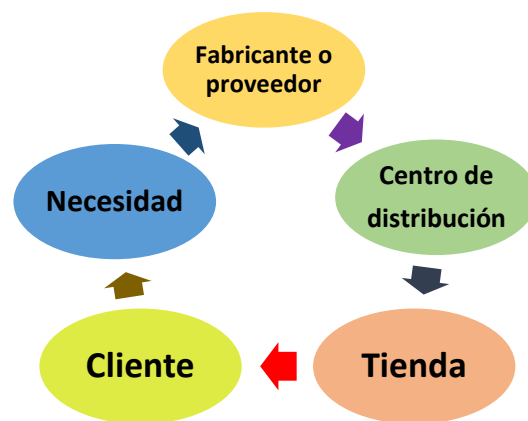 Fabricante o
proveedor
Centro de
distribución
Tienda
Cliente
Necesidad